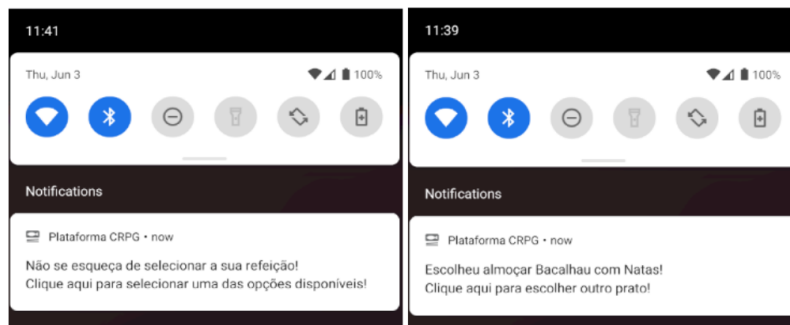 11:41
Thu, Jun 3
100%
Notifications
Plataforma CRPG • now
Não se esqueça de selecionar a sua refeição!
Clique aqui para selecionar uma das opções disponíveis!
11:39
Thu, Jun 3
100%
Notifications
Plataforma CRPG • now
Escolheu almoçar Bacalhau com Natas!
Clique aqui para escolher outro prato!